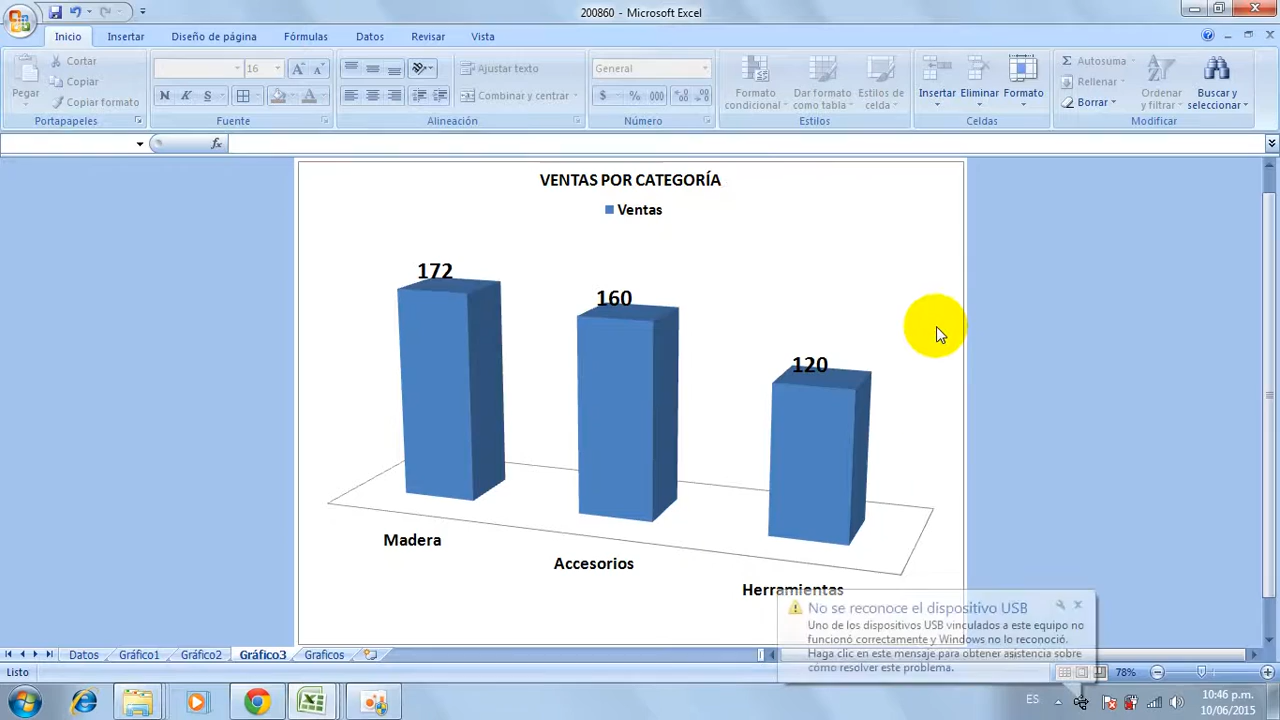 200860 - Microsoft Excel
Inicio Insertar Diseño de página Fórmulas Datos Revisar Vista
Pegar
Cortar
Copiar
Copiar formato
Portapapeles
16
N K S
Fuente
Ajustar texto
Combinar y centrar
Alineación
General
$ % 000
Número
Formato condicional
Dar formato como tabla
Estilos de celda
Estilos
Insertar Eliminar Formato
Celdas
Autosuma
Rellenar
Borrar
Ordenar y filtrar
Buscar y seleccionar
Modificar
fx
VENTAS POR CATEGORÍA
Ventas
172
160
120
Madera
Accesorios
Herramientas
No se reconoce el dispositivo USB
Uno de los dispositivos USB vinculados a este equipo no
funcionó correctamente y Windows no lo reconoció.
Haga clic en este mensaje para obtener asistencia sobre
cómo resolver este problema.
Datos Gráfico1 Gráfico2 Gráfico3 Graficos
Listo
78%
ES
10:46 p.m.
10/06/2015